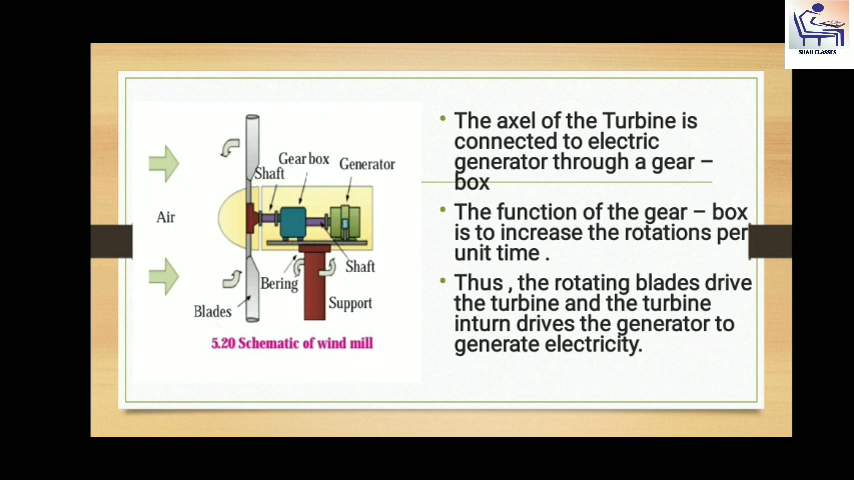 SHAH CLASSES
Gear box
Generator
Shaft
Air
Shaft
Bering
Support
Blades
5.20 Schematic of wind mill
• The axel of the Turbine is
connected to electric
generator through a gear –
box
• The function of the gear – box
is to increase the rotations per
unit time .
• Thus , the rotating blades drive
the turbine and the turbine
inturn drives the generator to
generate electricity.